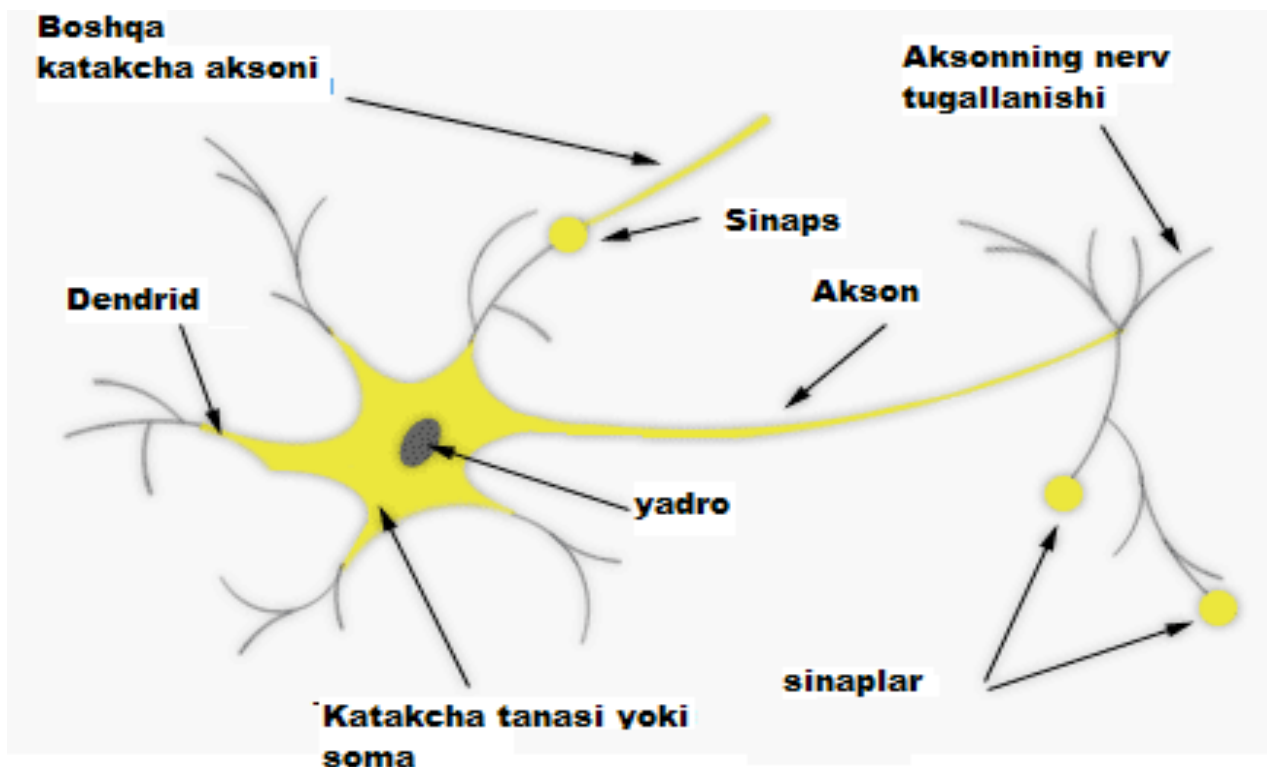 Boshqa
katakcha aksoni
Aksonning nerv
tugallanishi
Sinaps
Akson
Dendrid
yadro
sinaplar
Katakcha tanasi yoki
soma